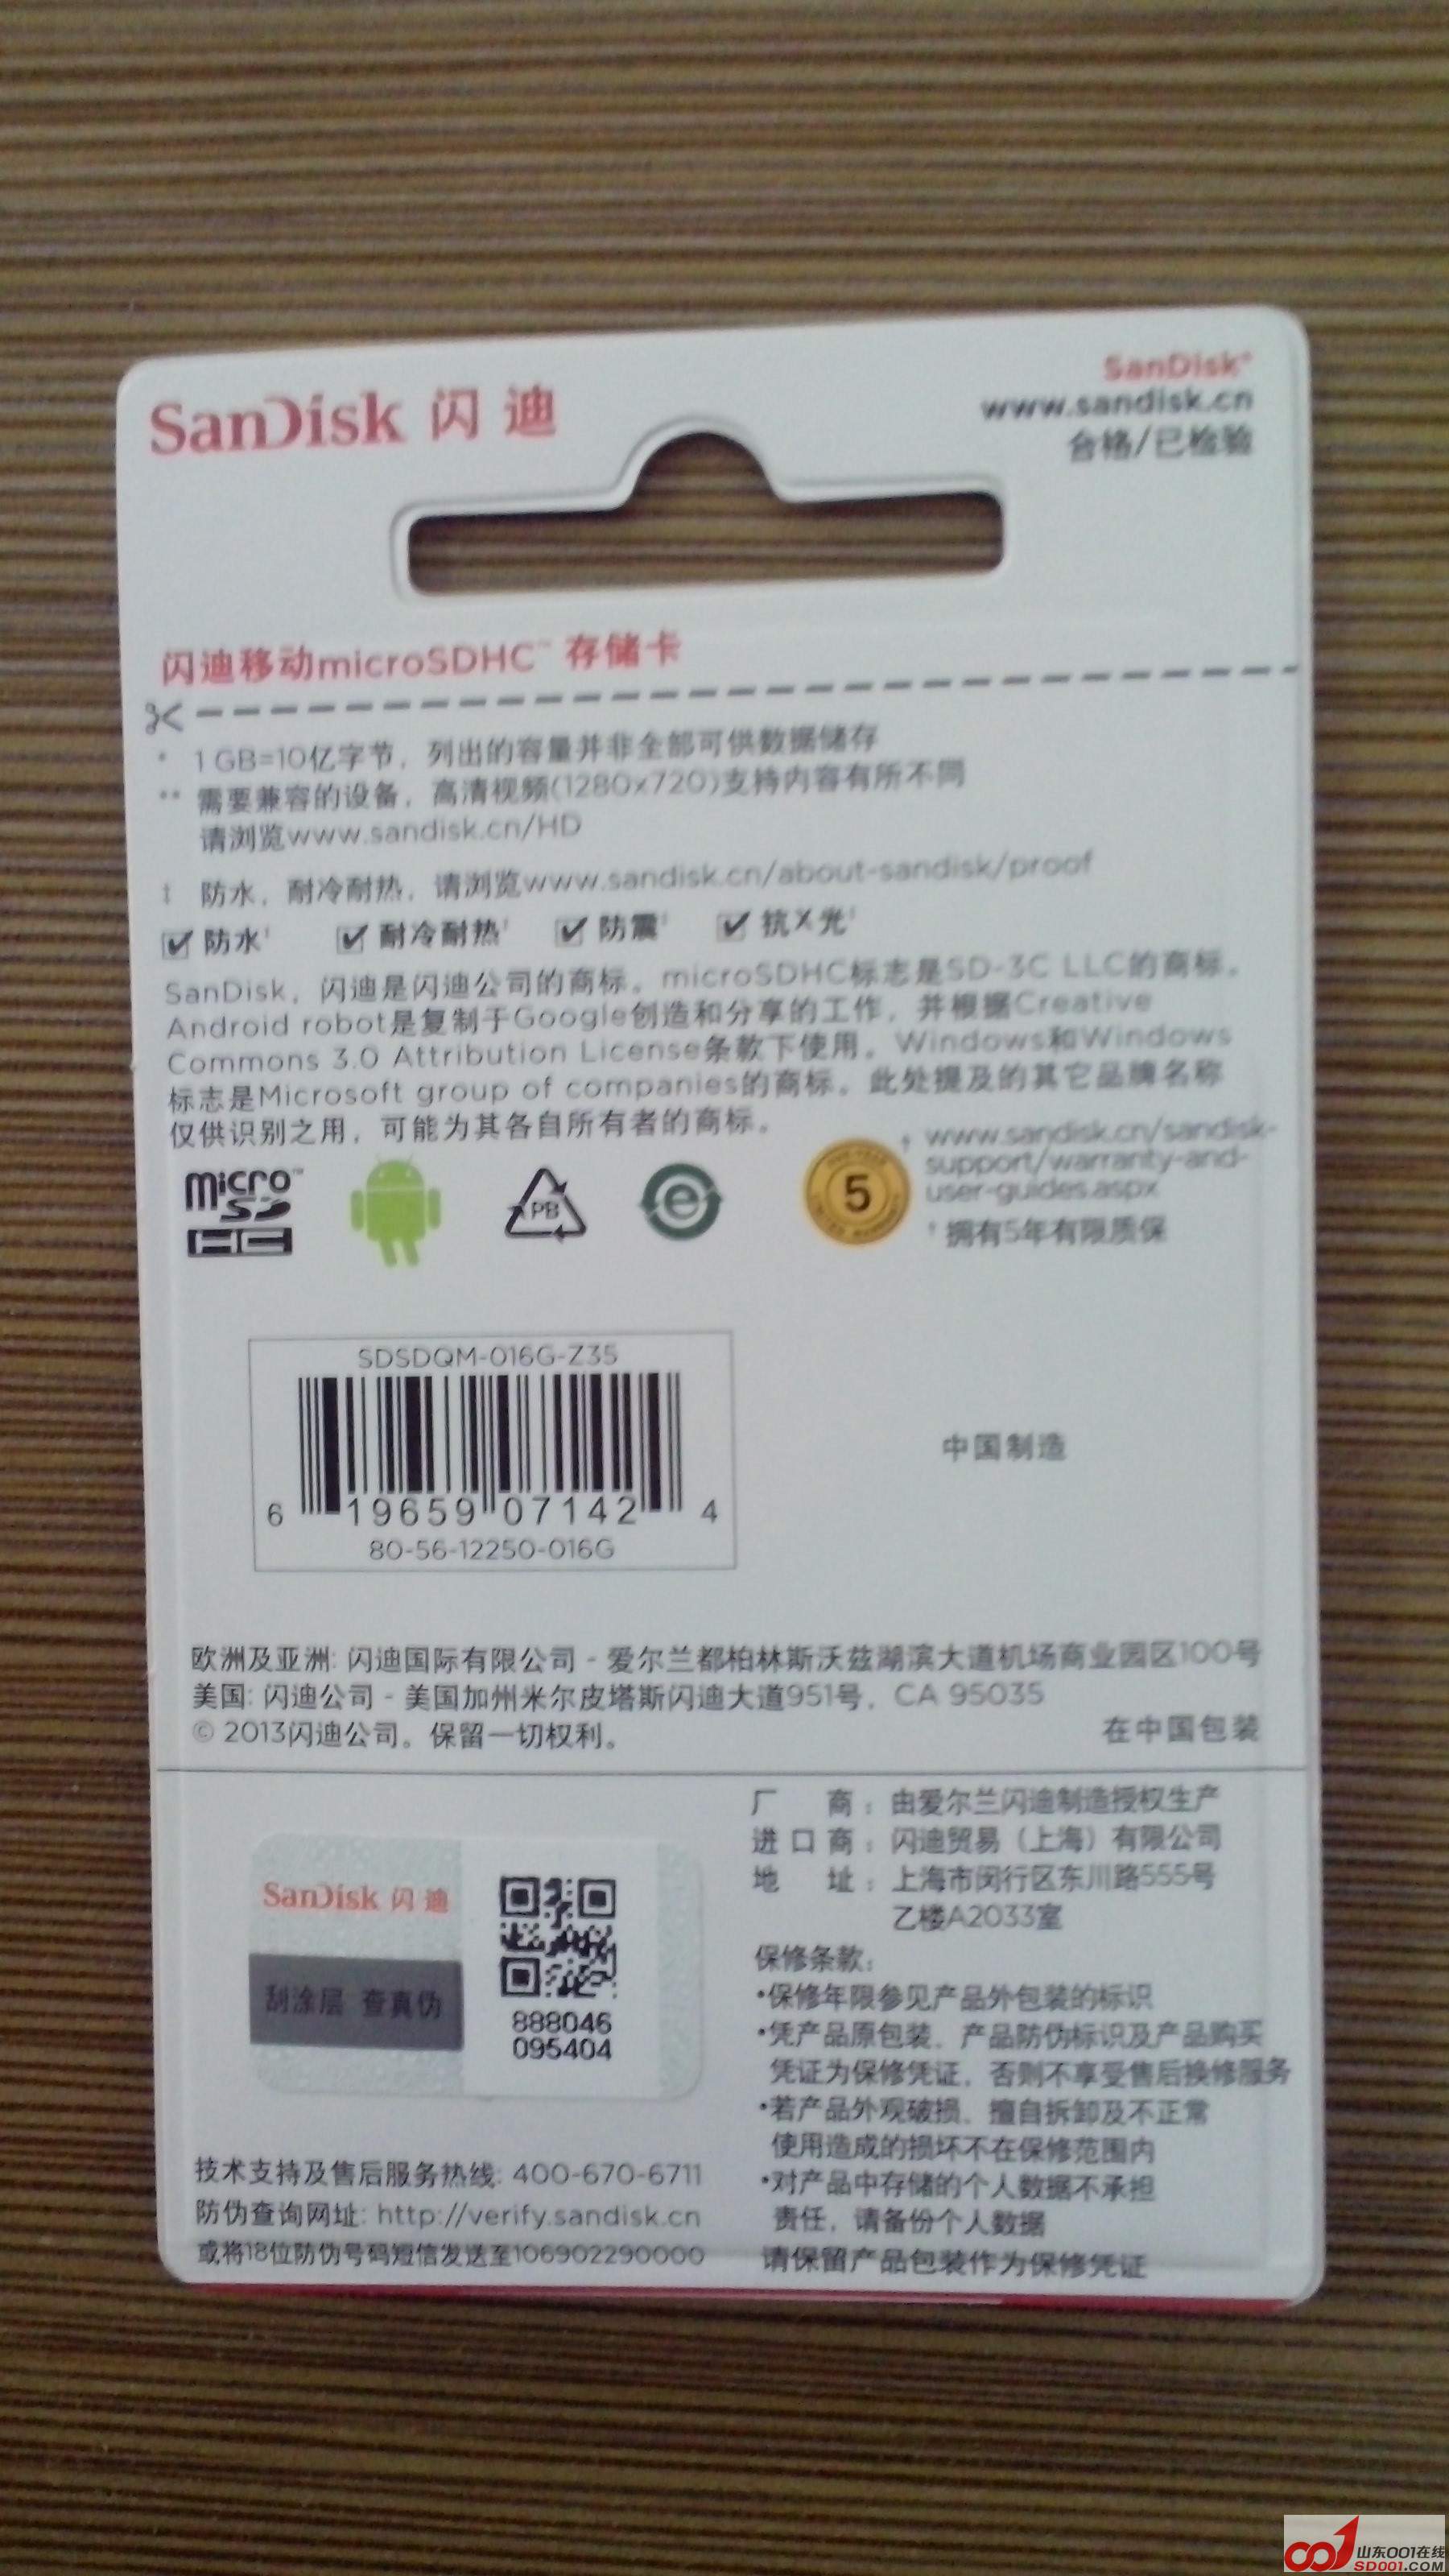 SanDisk 闪迪
SanDisk®
www.sandisk.cn
合格/已检验
闪迪移动microSDHC™ 存储卡
* 1 GB=10亿字节，列出的容量并非全部可供数据储存
** 需要兼容的设备，高清视频(1280x720)支持内容有所不同
请浏览www.sandisk.cn/HD
‡ 防水，耐冷耐热，请浏览www.sandisk.cn/about-sandisk/proof
防水‡ 耐冷耐热‡ 防震‡ 抗X光‡
SanDisk，闪迪是闪迪公司的商标。microSDHC标志是SD-3C LLC的商标。
Android robot是复制于Google创造和分享的工作，并根据Creative
Commons 3.0 Attribution License条款下使用。Windows和Windows
标志是Microsoft group of companies的商标。此处提及的其它品牌名称
仅供识别之用，可能为其各自所有者的商标。
micro SD HC™
PB
e
5
† www.sandisk.cn/sandisk-
support/warranty-and-
user-guides.aspx
† 拥有5年有限质保
SDSDQM-016G-Z35
6 19659 07142 4
80-56-12250-016G
中国制造
欧洲及亚洲: 闪迪国际有限公司 - 爱尔兰都柏林斯沃兹湖滨大道机场商业园区100号
美国: 闪迪公司 - 美国加州米尔皮塔斯闪迪大道951号，CA 95035
© 2013闪迪公司。保留一切权利。
在中国包装
SanDisk 闪迪
刮涂层 查真伪
888046
095404
技术支持及售后服务热线: 400-670-6711
防伪查询网址: http://verify.sandisk.cn
或将18位防伪号码短信发送至106902290000
厂 商：由爱尔兰闪迪制造授权生产
进口商：闪迪贸易（上海）有限公司
地 址：上海市闵行区东川路555号
乙楼A2033室
保修条款:
•保修年限参见产品外包装的标识
•凭产品原包装、产品防伪标识及产品购买
凭证为保修凭证，否则不享受售后换修服务
•若产品外观破损、擅自拆卸及不正常
使用造成的损坏不在保修范围内
•对产品中存储的个人数据不承担
责任，请备份个人数据
请保留产品包装作为保修凭证
山东001在线
SD001.COM